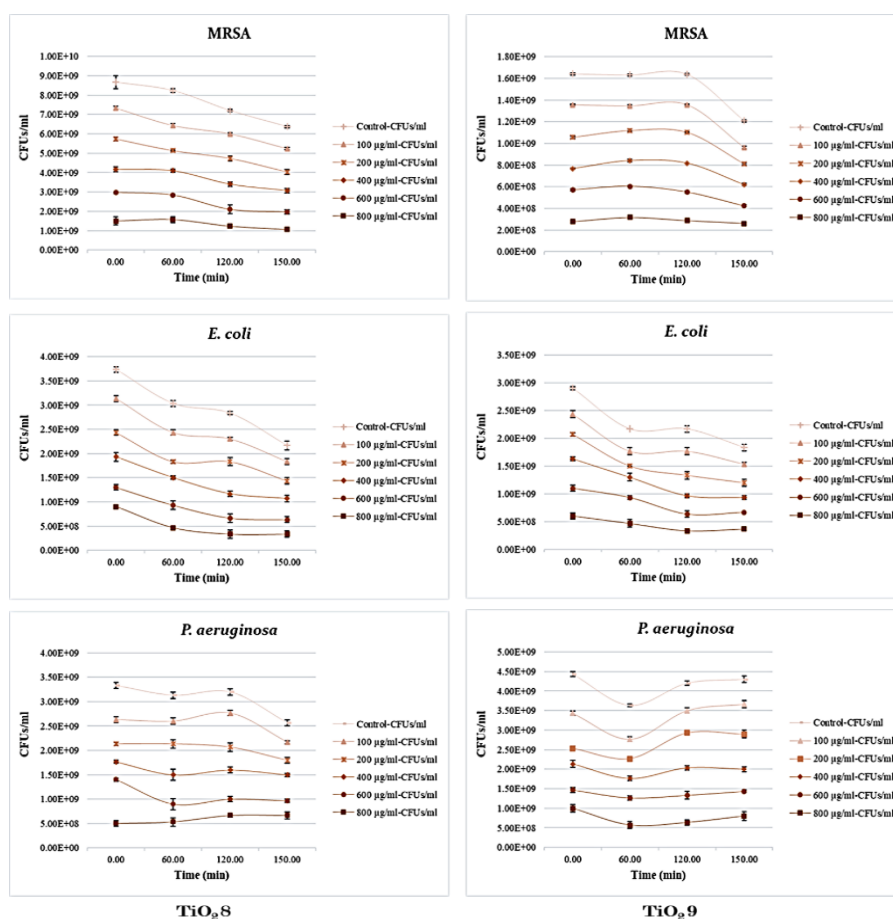 MRSA
1.00E+10
9.00E+09
8.00E+09
7.00E+09
6.00E+09
5.00E+09
4.00E+09
3.00E+09
2.00E+09
1.00E+09
0.00E+00
CFUs/ml
0.00 60.00 120.00 150.00
Time (min)
Control-CFUs/ml
100 µg/ml-CFUs/ml
200 µg/ml-CFUs/ml
400 µg/ml-CFUs/ml
600 µg/ml-CFUs/ml
800 µg/ml-CFUs/ml
MRSA
1.80E+09
1.60E+09
1.40E+09
1.20E+09
1.00E+09
8.00E+08
6.00E+08
4.00E+08
2.00E+08
0.00E+00
CFUs/ml
0.00 60.00 120.00 150.00
Time (min)
Control-CFUs/ml
100 µg/ml-CFUs/ml
200 µg/ml-CFUs/ml
400 µg/ml-CFUs/ml
600 µg/ml-CFUs/ml
800 µg/ml-CFUs/ml
E. coli
4.00E+09
3.50E+09
3.00E+09
2.50E+09
2.00E+09
1.50E+09
1.00E+09
5.00E+08
0.00E+00
CFUs/ml
0.00 60.00 120.00 150.00
Time (min)
Control-CFUs/ml
100 µg/ml-CFUs/ml
200 µg/ml-CFUs/ml
400 µg/ml-CFUs/ml
600 µg/ml-CFUs/ml
800 µg/ml-CFUs/ml
E. coli
3.50E+09
3.00E+09
2.50E+09
2.00E+09
1.50E+09
1.00E+09
5.00E+08
0.00E+00
CFUs/ml
0.00 60.00 120.00 150.00
Time (min)
Control-CFUs/ml
100 µg/ml-CFUs/ml
200 µg/ml-CFUs/ml
400 µg/ml-CFUs/ml
600 µg/ml-CFUs/ml
800 µg/ml-CFUs/ml
P. aeruginosa
4.00E+09
3.50E+09
3.00E+09
2.50E+09
2.00E+09
1.50E+09
1.00E+09
5.00E+08
0.00E+00
CFUs/ml
0.00 60.00 120.00 150.00
Time (min)
Control-CFUs/ml
100 µg/ml-CFUs/ml
200 µg/ml-CFUs/ml
400 µg/ml-CFUs/ml
600 µg/ml-CFUs/ml
800 µg/ml-CFUs/ml
P. aeruginosa
5.00E+09
4.50E+09
4.00E+09
3.50E+09
3.00E+09
2.50E+09
2.00E+09
1.50E+09
1.00E+09
5.00E+08
0.00E+00
CFUs/ml
0.00 60.00 120.00 150.00
Time (min)
Control-CFUs/ml
100 µg/ml-CFUs/ml
200 µg/ml-CFUs/ml
400 µg/ml-CFUs/ml
600 µg/ml-CFUs/ml
800 µg/ml-CFUs/ml
TiO₂8
TiO₂9